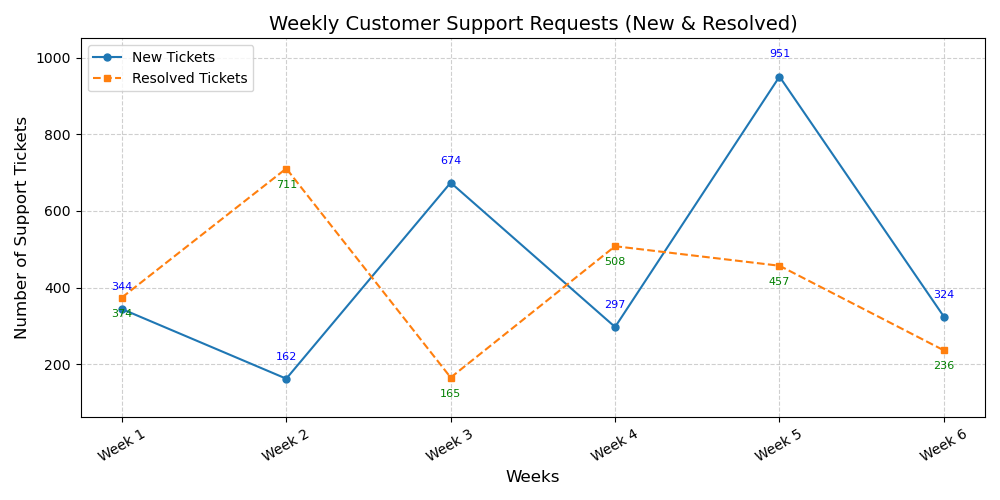 Weekly Customer Support Requests (New & Resolved)
New Tickets
Resolved Tickets
Number of Support Tickets
1000
800
600
400
200
344
162
674
297
951
324
374
711
165
508
457
236
Week 1
Week 2
Week 3
Week 4
Week 5
Week 6
Weeks